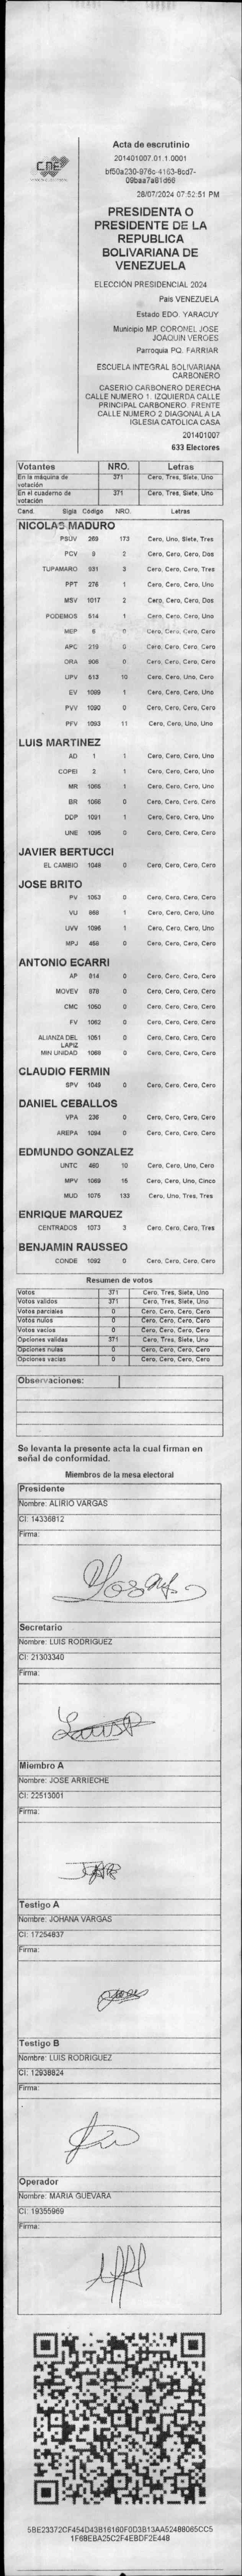 CNE
Acta de escrutinio
201401007.01.1.0001
bf50a230-976c-4163-8cd7-
09baa7a81d66
28/07/2024 07:52:51 PM
PRESIDENTA O
PRESIDENTE DE LA
REPUBLICA
BOLIVARIANA DE
VENEZUELA
ELECCIÓN PRESIDENCIAL 2024
País VENEZUELA
Estado EDO. YARACUY
Municipio MP. CORONEL JOSE
JOAQUIN VEROES
Parroquia PQ. FARRIAR
ESCUELA INTEGRAL BOLIVARIANA
CARBONERO
CASERIO CARBONERO DERECHA
CALLE NUMERO 1. IZQUIERDA CALLE
PRINCIPAL CARBONERO. FRENTE
CALLE NUMERO 2 DIAGONAL A LA
IGLESIA CATOLICA CASA
201401007
633 Electores
Votantes NRO. Letras
En la máquina de votación 371 Cero, Tres, Siete, Uno
En el cuaderno de votación 371 Cero, Tres, Siete, Uno
Cand. Sigla Código NRO. Letras
NICOLAS MADURO
PSUV 269 173 Cero, Uno, Siete, Tres
PCV 9 2 Cero, Cero, Cero, Dos
TUPAMARO 931 3 Cero, Cero, Cero, Tres
PPT 276 1 Cero, Cero, Cero, Uno
MSV 1017 2 Cero, Cero, Cero, Dos
PODEMOS 514 1 Cero, Cero, Cero, Uno
MEP 6 0 Cero, Cero, Cero, Cero
APC 219 0 Cero, Cero, Cero, Cero
ORA 906 0 Cero, Cero, Cero, Cero
UPV 613 10 Cero, Cero, Uno, Cero
EV 1089 1 Cero, Cero, Cero, Uno
PVV 1090 0 Cero, Cero, Cero, Cero
PFV 1093 11 Cero, Cero, Uno, Uno
LUIS MARTINEZ
AD 1 1 Cero, Cero, Cero, Uno
COPEI 2 1 Cero, Cero, Cero, Uno
MR 1065 1 Cero, Cero, Cero, Uno
BR 1066 0 Cero, Cero, Cero, Cero
DDP 1091 1 Cero, Cero, Cero, Uno
UNE 1095 0 Cero, Cero, Cero, Cero
JAVIER BERTUCCI
EL CAMBIO 1048 0 Cero, Cero, Cero, Cero
JOSE BRITO
PV 1053 0 Cero, Cero, Cero, Cero
VU 868 1 Cero, Cero, Cero, Uno
UVV 1096 1 Cero, Cero, Cero, Uno
MPJ 458 0 Cero, Cero, Cero, Cero
ANTONIO ECARRI
AP 814 0 Cero, Cero, Cero, Cero
MOVEV 878 0 Cero, Cero, Cero, Cero
CMC 1050 0 Cero, Cero, Cero, Cero
FV 1062 0 Cero, Cero, Cero, Cero
ALIANZA DEL LAPIZ 1051 0 Cero, Cero, Cero, Cero
MIN UNIDAD 1068 0 Cero, Cero, Cero, Cero
CLAUDIO FERMIN
SPV 1049 0 Cero, Cero, Cero, Cero
DANIEL CEBALLOS
VPA 236 0 Cero, Cero, Cero, Cero
AREPA 1094 0 Cero, Cero, Cero, Cero
EDMUNDO GONZALEZ
UNTC 460 10 Cero, Cero, Uno, Cero
MPV 1069 15 Cero, Cero, Uno, Cinco
MUD 1075 133 Cero, Uno, Tres, Tres
ENRIQUE MARQUEZ
CENTRADOS 1073 3 Cero, Cero, Cero, Tres
BENJAMIN RAUSSEO
CONDE 1092 0 Cero, Cero, Cero, Cero
Resumen de votos
Votos 371 Cero, Tres, Siete, Uno
Votos validos 371 Cero, Tres, Siete, Uno
Votos parciales 0 Cero, Cero, Cero, Cero
Votos nulos 0 Cero, Cero, Cero, Cero
Votos vacios 0 Cero, Cero, Cero, Cero
Opciones validas 371 Cero, Tres, Siete, Uno
Opciones nulas 0 Cero, Cero, Cero, Cero
Opciones vacias 0 Cero, Cero, Cero, Cero
Observaciones:
Se levanta la presente acta la cual firman en
señal de conformidad.
Miembros de la mesa electoral
Presidente
Nombre: ALIRIO VARGAS
CI: 14336812
Firma:
Secretario
Nombre: LUIS RODRIGUEZ
CI: 21303340
Firma:
Miembro A
Nombre: JOSE ARRIECHE
CI: 22513001
Firma:
Testigo A
Nombre: JOHANA VARGAS
CI: 17254837
Firma:
Testigo B
Nombre: LUIS RODRIGUEZ
CI: 12938824
Firma:
Operador
Nombre: MARIA GUEVARA
CI: 19355969
Firma:
5BE23372CF454D43B16160F0D3B13AA52488065CC5
1F68EBA25C2F4EBDF2E448